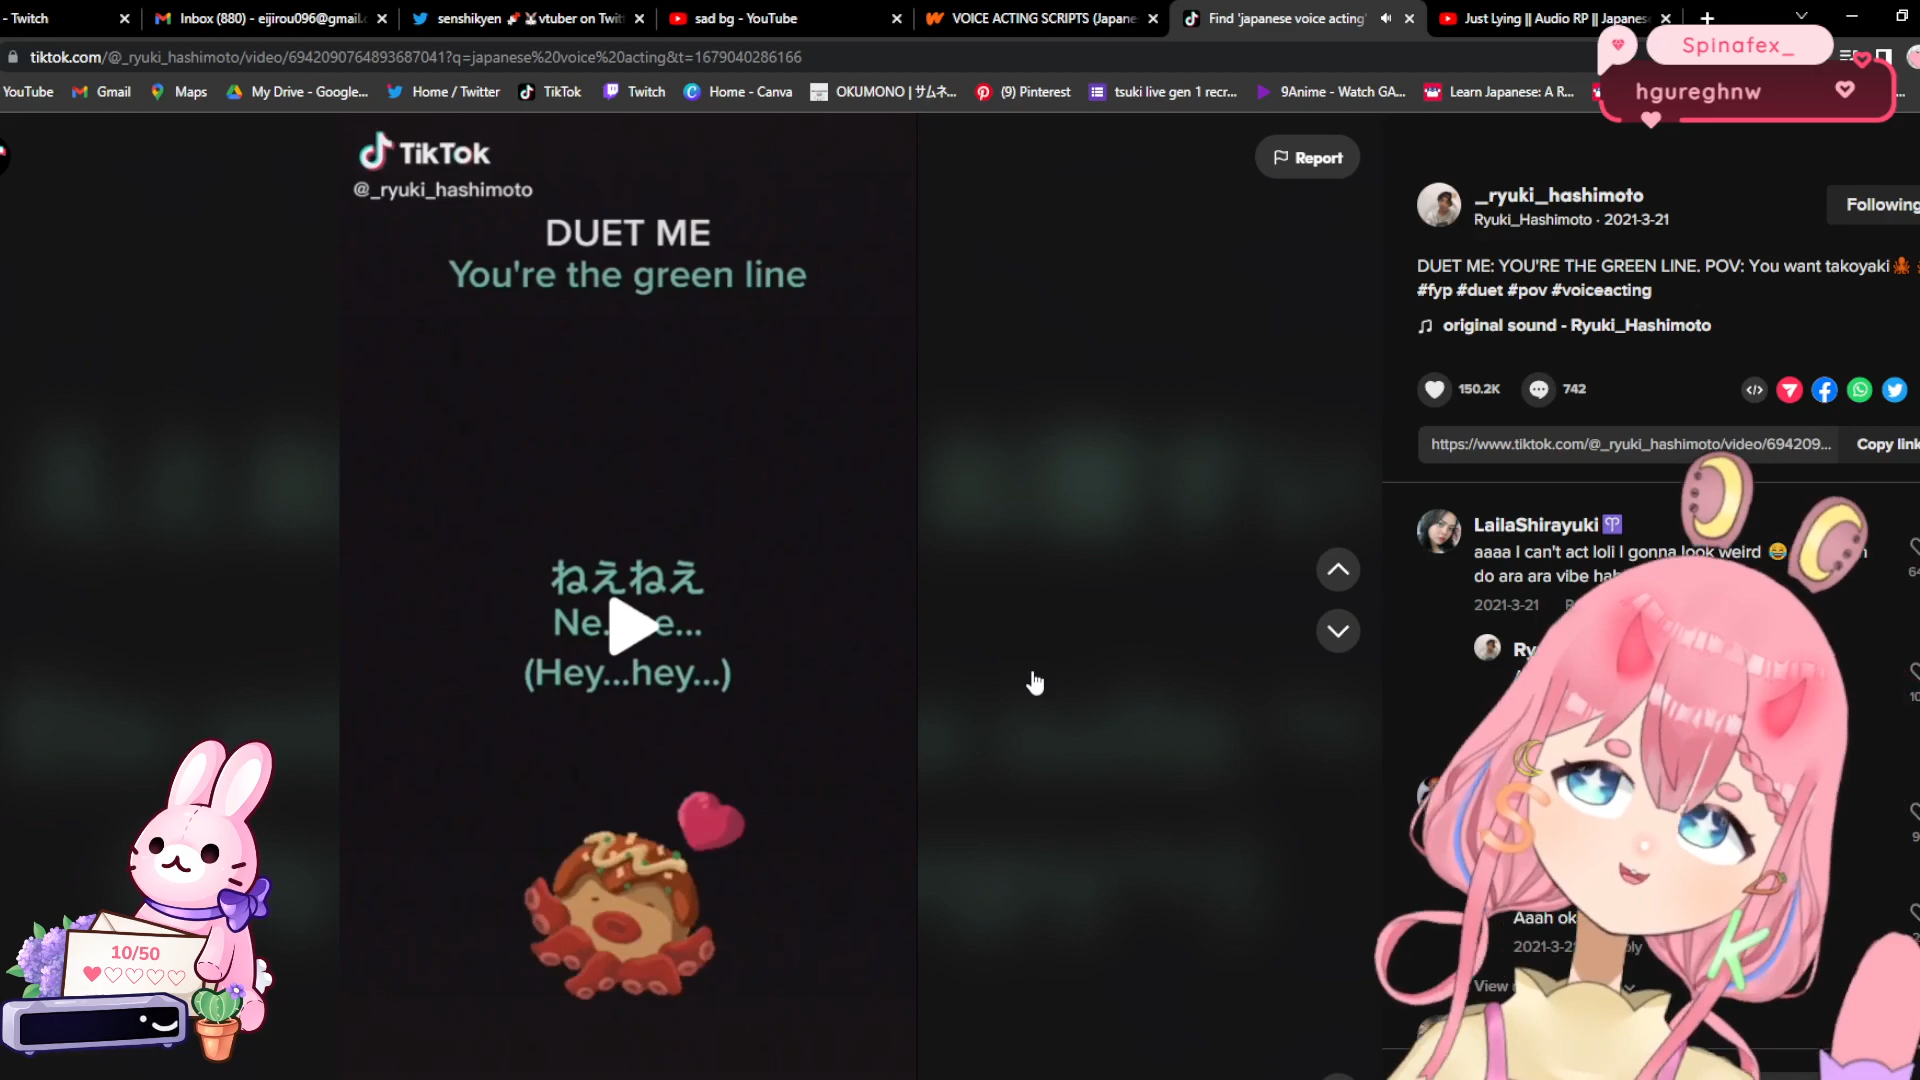 - Twitch
Inbox (880) - eijirou096@gmail.
senshikyen
vtuber on Twit
sad bg - YouTube
VOICE ACTING SCRIPTS (Japane
Find 'japanese voice acting'
Just Lying || Audio RP || Japanes
Spinafex_
hgureghnw
tiktok.com/@_ryuki_hashimoto/video/6942090764893687041?q=japanese%20voice%20acting&t=1679040286166
YouTube
Gmail
Maps
My Drive - Google...
Home / Twitter
TikTok
Twitch
Home - Canva
OKUMONO | サムネ...
(9) Pinterest
tsuki live gen 1 recr...
9Anime - Watch GA...
Learn Japanese: A R...
TikTok
@_ryuki_hashimoto
DUET ME
You're the green line
ねえねえ
(Hey...hey...)
Report
_ryuki_hashimoto
Ryuki_Hashimoto · 2021-3-21
Following
DUET ME: YOU'RE THE GREEN LINE. POV: You want takoyaki
#fyp #duet #pov #voiceacting
original sound - Ryuki_Hashimoto
150.2K
742
https://www.tiktok.com/@_ryuki_hashimoto/video/694209...
Copy link
LailaShirayuki
aaaa I can't act loli I gonna look weird
do ara ara vibe
2021-3-21
Aaah ok
View
10/50
S
K